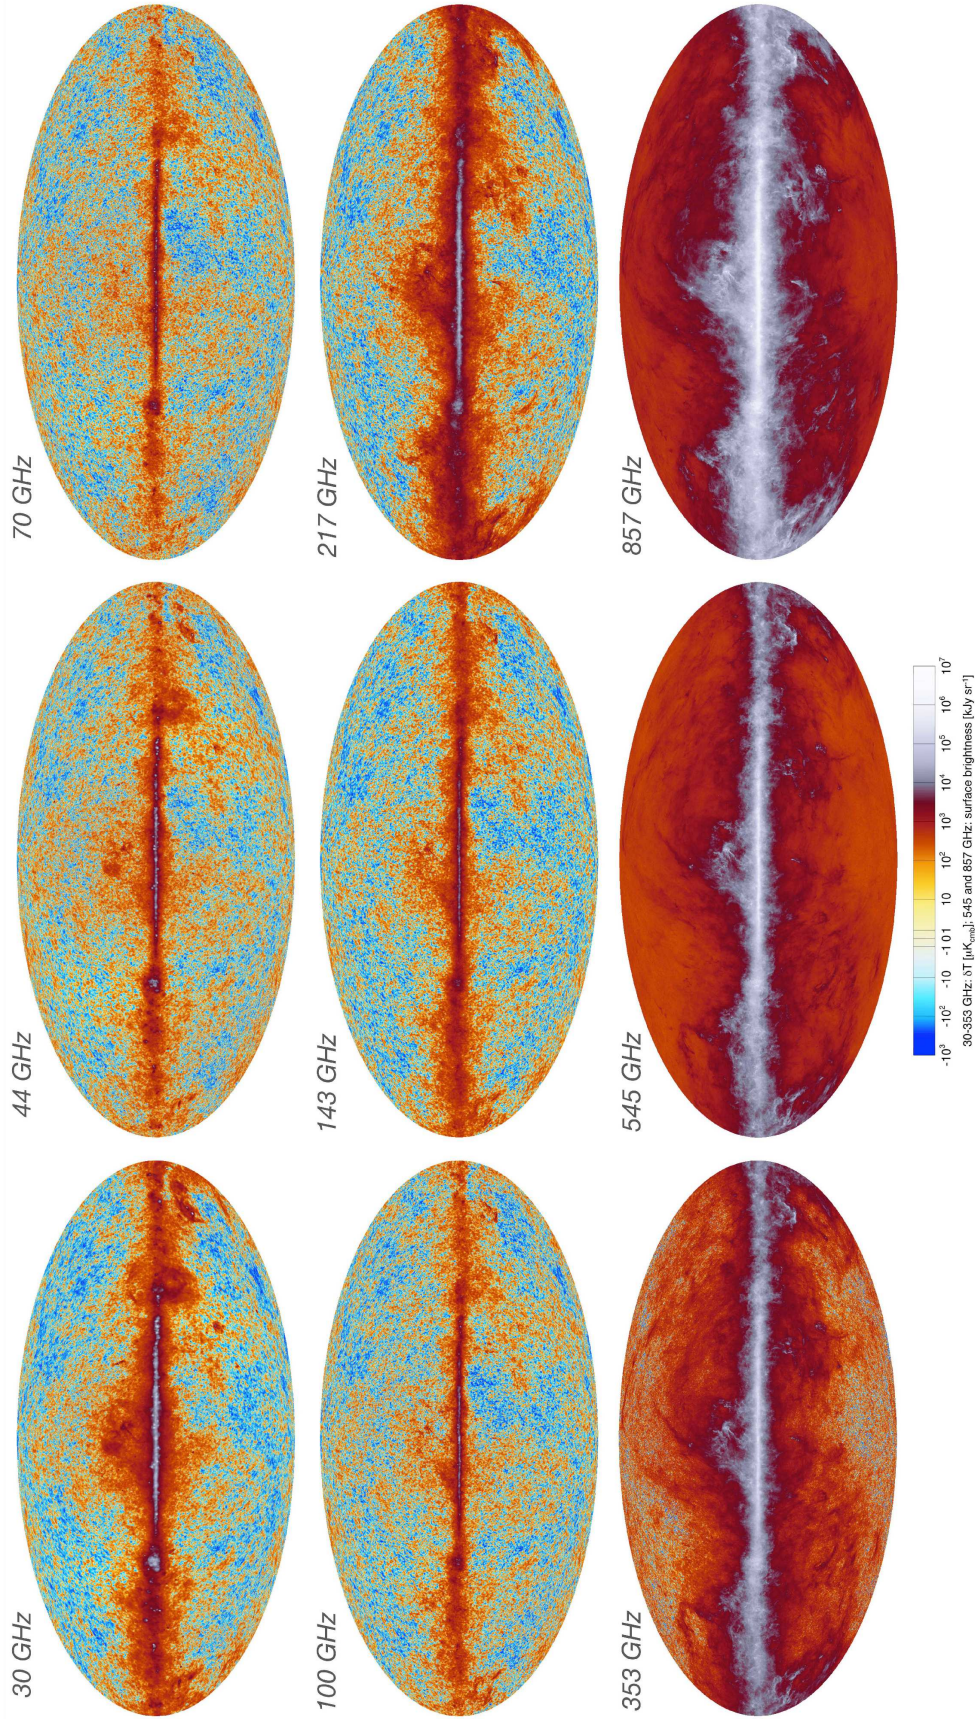 30 GHz
44 GHz
70 GHz
100 GHz
143 GHz
217 GHz
353 GHz
545 GHz
857 GHz
-10³ -10² -10 -1 0 1 10 10² 10³ 10⁴ 10⁵ 10⁶ 10⁷
30-353 GHz: δT [μK_cmb]; 545 and 857 GHz: surface brightness [kJy sr⁻¹]